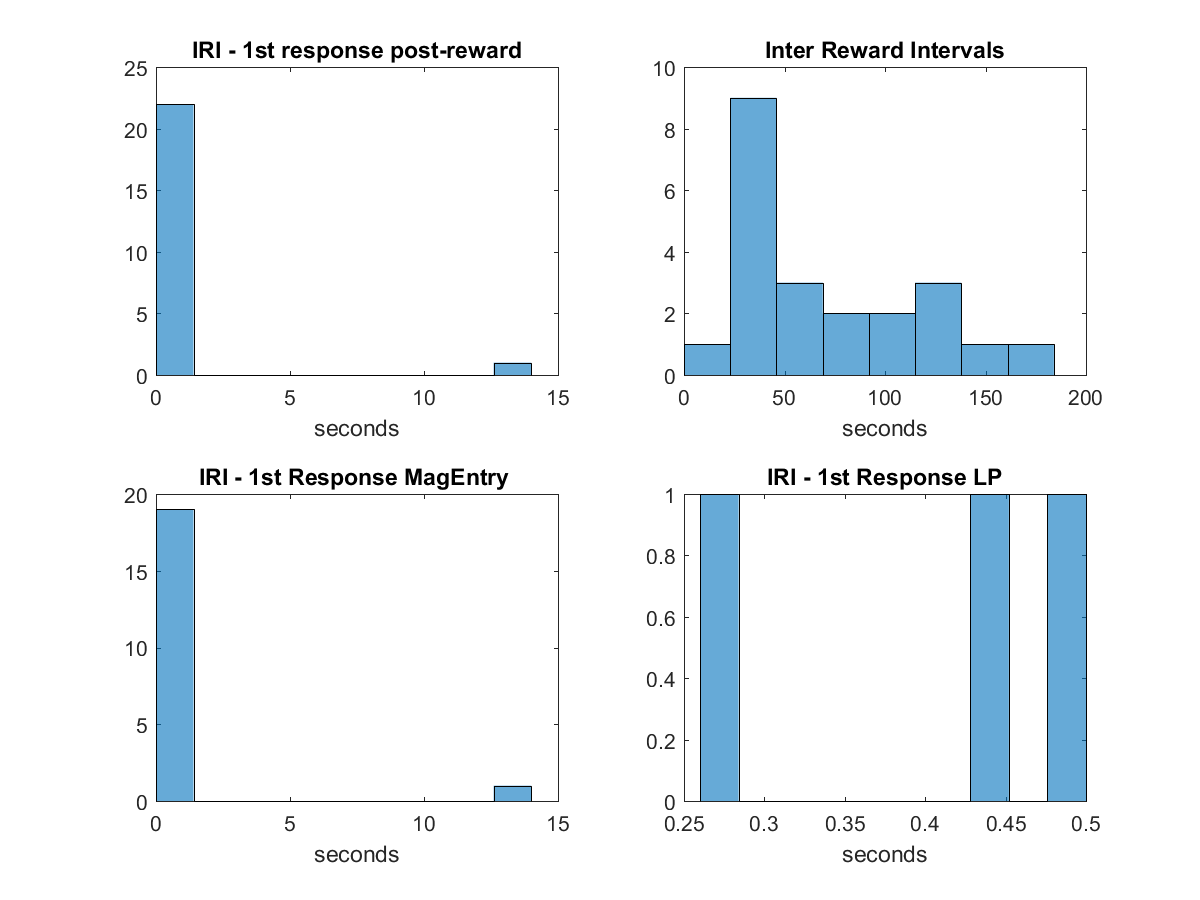 IRI - 1st response post-reward
25
20
15
10
5
0
0 5 10 15
seconds
Inter Reward Intervals
10
8
6
4
2
0
0 50 100 150 200
seconds
IRI - 1st Response MagEntry
20
15
10
5
0
0 5 10 15
seconds
IRI - 1st Response LP
1
0.8
0.6
0.4
0.2
0
0.25 0.3 0.35 0.4 0.45 0.5
seconds